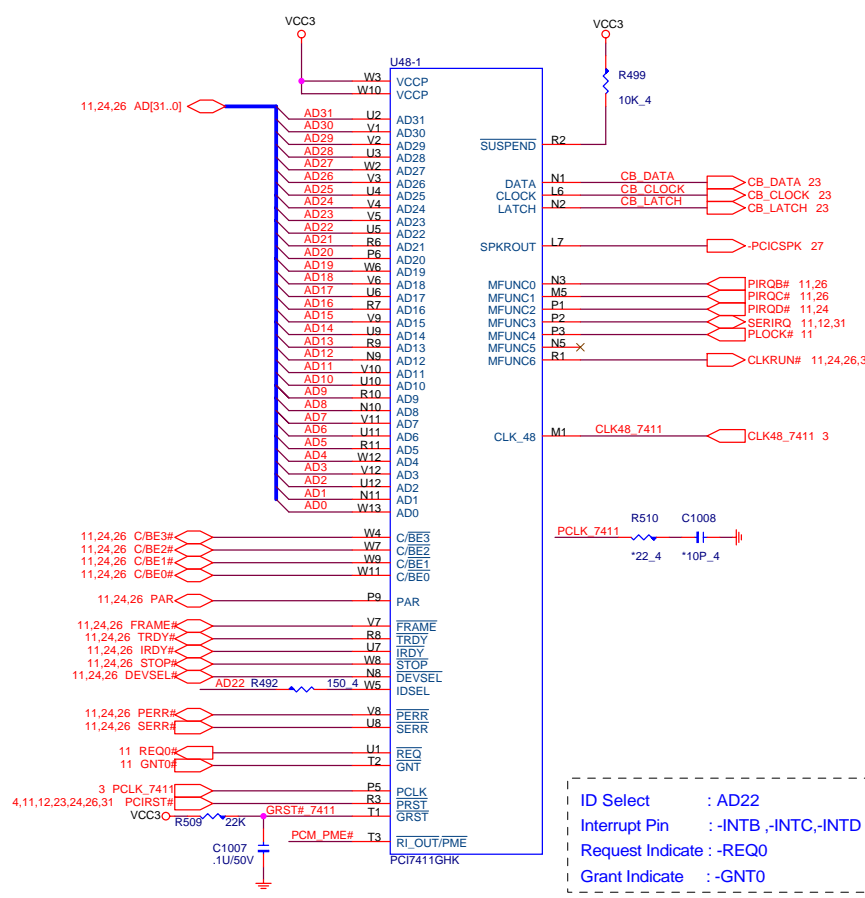 VCC3
VCC3
U48-1
W3 VCCP
W10 VCCP
R499
10K_4
11,24,26 AD[31..0]
AD31 U2 AD31
AD30 V1 AD30
AD29 V2 AD29
AD28 U3 AD28
AD27 W2 AD27
AD26 V3 AD26
AD25 U4 AD25
AD24 V4 AD24
AD23 V5 AD23
AD22 U5 AD22
AD21 R6 AD21
AD20 P6 AD20
AD19 W6 AD19
AD18 V6 AD18
AD17 U6 AD17
AD16 R7 AD16
AD15 V9 AD15
AD14 U9 AD14
AD13 R9 AD13
AD12 N9 AD12
AD11 V10 AD11
AD10 U10 AD10
AD9 R10 AD9
AD8 N10 AD8
AD7 V11 AD7
AD6 U11 AD6
AD5 R11 AD5
AD4 W12 AD4
AD3 V12 AD3
AD2 U12 AD2
AD1 N11 AD1
AD0 W13 AD0
SUSPEND R2
DATA N1 CB_DATA CB_DATA 23
CLOCK L6 CB_CLOCK CB_CLOCK 23
LATCH N2 CB_LATCH CB_LATCH 23
SPKROUT L7 -PCICSPK 27
MFUNC0 N3 PIRQB# 11,26
MFUNC1 M5 PIRQC# 11,26
MFUNC2 P1 PIRQD# 11,24
MFUNC3 P2 SERIRQ 11,12,31
MFUNC4 P3 PLOCK# 11
MFUNC5 N5
MFUNC6 R1 CLKRUN# 11,24,26,3
CLK_48 M1 CLK48_7411 CLK48_7411 3
PCLK_7411 R510 C1008
*22_4 *10P_4
11,24,26 C/BE3# W4 C/BE3
11,24,26 C/BE2# W7 C/BE2
11,24,26 C/BE1# W9 C/BE1
11,24,26 C/BE0# W11 C/BE0
11,24,26 PAR P9 PAR
11,24,26 FRAME# V7 FRAME
11,24,26 TRDY# R8 TRDY
11,24,26 IRDY# U7 IRDY
11,24,26 STOP# W8 STOP
11,24,26 DEVSEL# N8 DEVSEL
AD22 R492 150_4 W5 IDSEL
11,24,26 PERR# V8 PERR
11,24,26 SERR# U8 SERR
11 REQ0# U1 REQ
11 GNT0# T2 GNT
3 PCLK_7411 P5 PCLK
4,11,12,23,24,26,31 PCIRST# R3 PRST
VCC3 R509 22K GRST#_7411 T1 GRST
C1007
.1U/50V
PCM_PME# T3 RI_OUT/PME
PCI7411GHK
ID Select : AD22
Interrupt Pin : -INTB ,-INTC,-INTD
Request Indicate : -REQ0
Grant Indicate : -GNT0